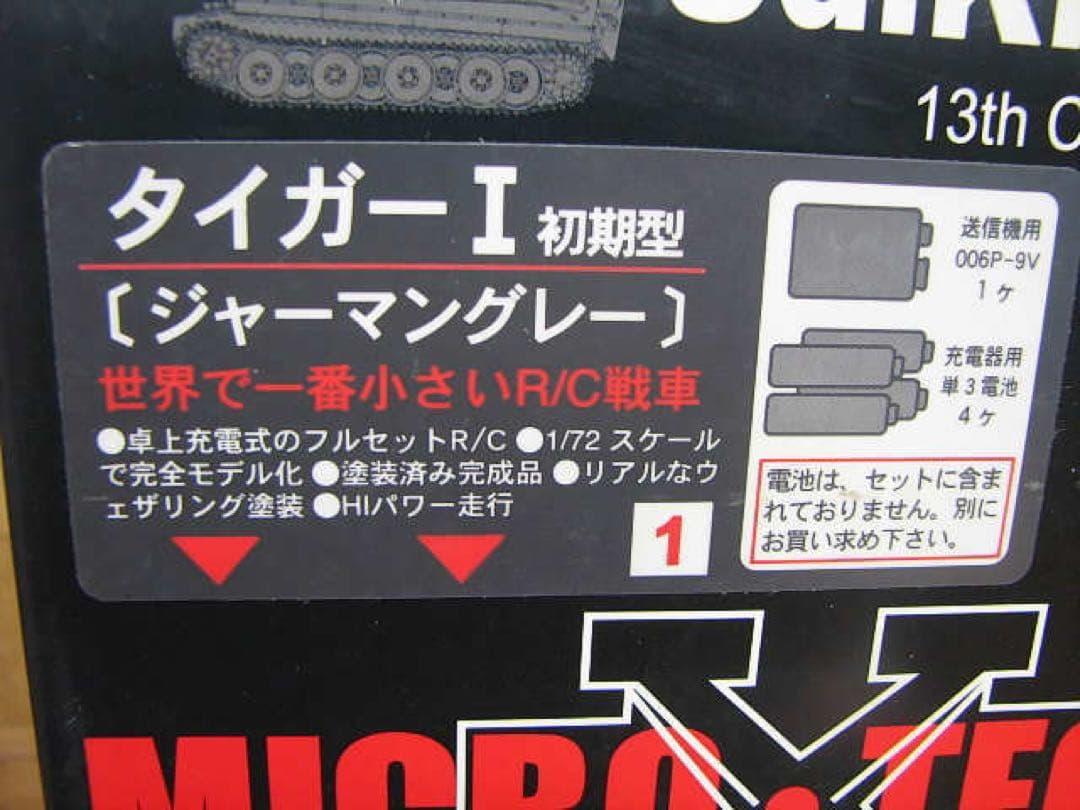 13th
タイガーI 初期型
〔ジャーマングレー〕
世界で一番小さいR/C戦車
●卓上充電式のフルセットR/C ●1/72 スケール
で完全モデル化 ●塗装済み完成品 ●リアルなウ
ェザリング塗装 ●HIパワー走行
1
送信機用
006P-9V
1ヶ
充電器用
単3電池
4ヶ
電池は、セットに含ま
れておりません。別に
お買い求め下さい。
MICRO・TEC